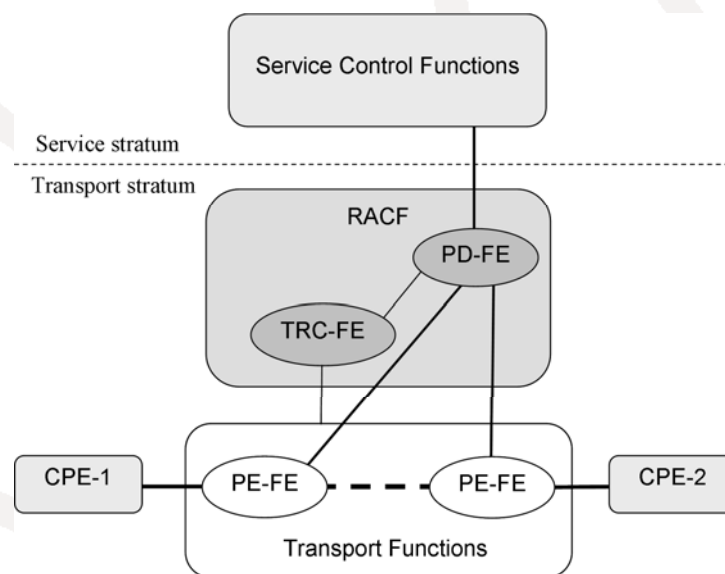 Service Control Functions
Service stratum
Transport stratum
RACF
PD-FE
TRC-FE
CPE-1
PE-FE
PE-FE
CPE-2
Transport Functions